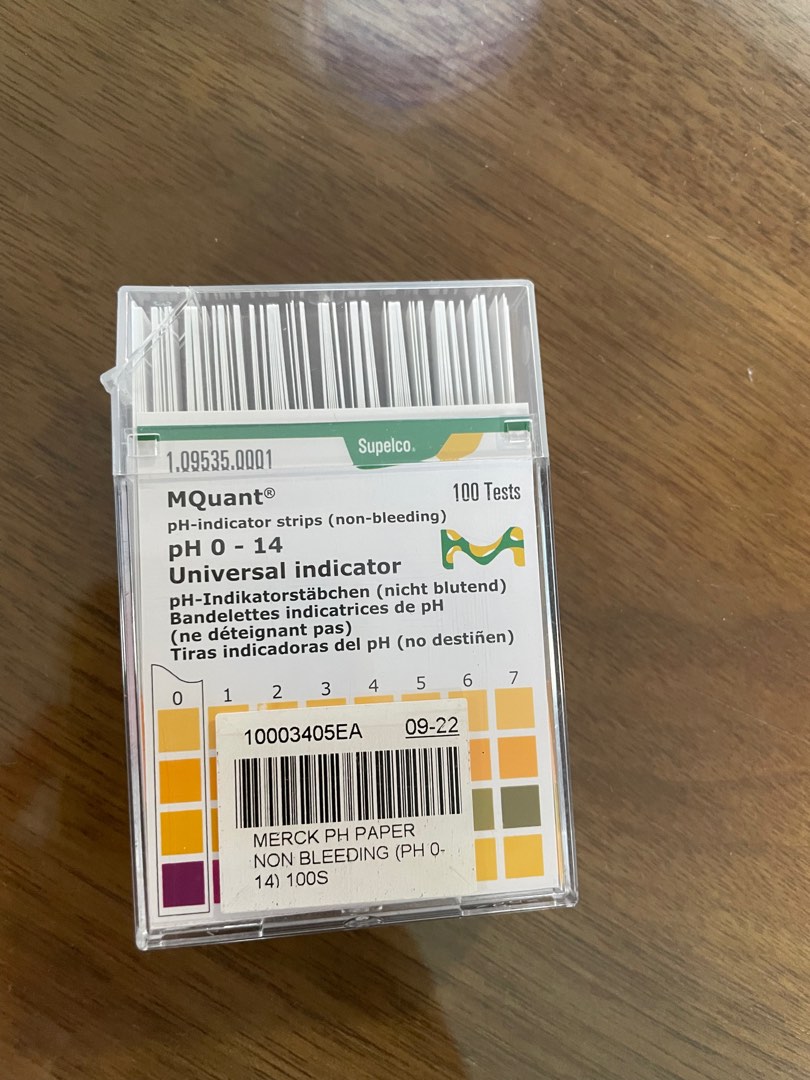 Supelco®
1.09535.0001
MQuant®
100 Tests
pH-indicator strips (non-bleeding)
pH 0 - 14
Universal indicator
pH-Indikatorstäbchen (nicht blutend)
Bandelettes indicatrices de pH
(ne déteignant pas)
Tiras indicadoras del pH (no destiñen)
0 1 2 3 4 5 6 7
10003405EA 09-22
MERCK PH PAPER
NON BLEEDING (PH 0-
14) 100S